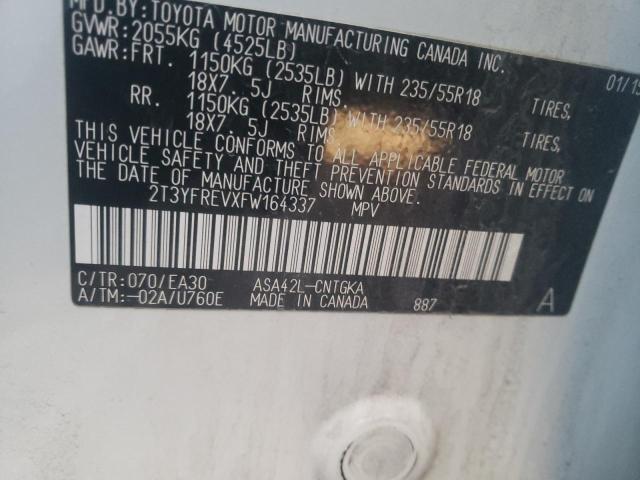 MFD.BY:TOYOTA MOTOR MANUFACTURING CANADA INC.
GVWR:2055KG (4525LB) 01/15
GAWR:FRT. 1150KG (2535LB) WITH 235/55R18 TIRES,
18X7. 5J RIMS.
RR. 1150KG (2535LB) WITH 235/55R18 TIRES,
18X7. 5J RIMS
THIS VEHICLE CONFORMS TO ALL APPLICABLE FEDERAL MOTOR
VEHICLE SAFETY AND THEFT PREVENTION STANDARDS IN EFFECT ON
THE DATE OF MANUFACTURE SHOWN ABOVE.
2T3YFREVXFW164337 MPV
C/TR:070/EA30 ASA42L-CNTGKA
A/TM:-02A/U760E MADE IN CANADA 887 A